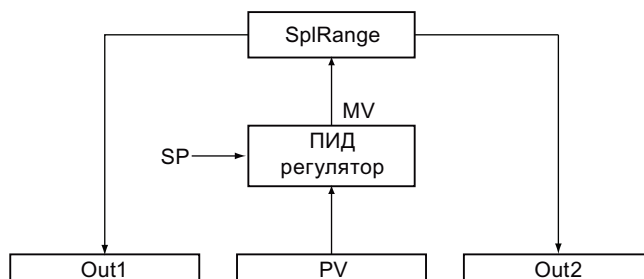 SplRange
MV
ПИД
регулятор
SP
Out1
PV
Out2